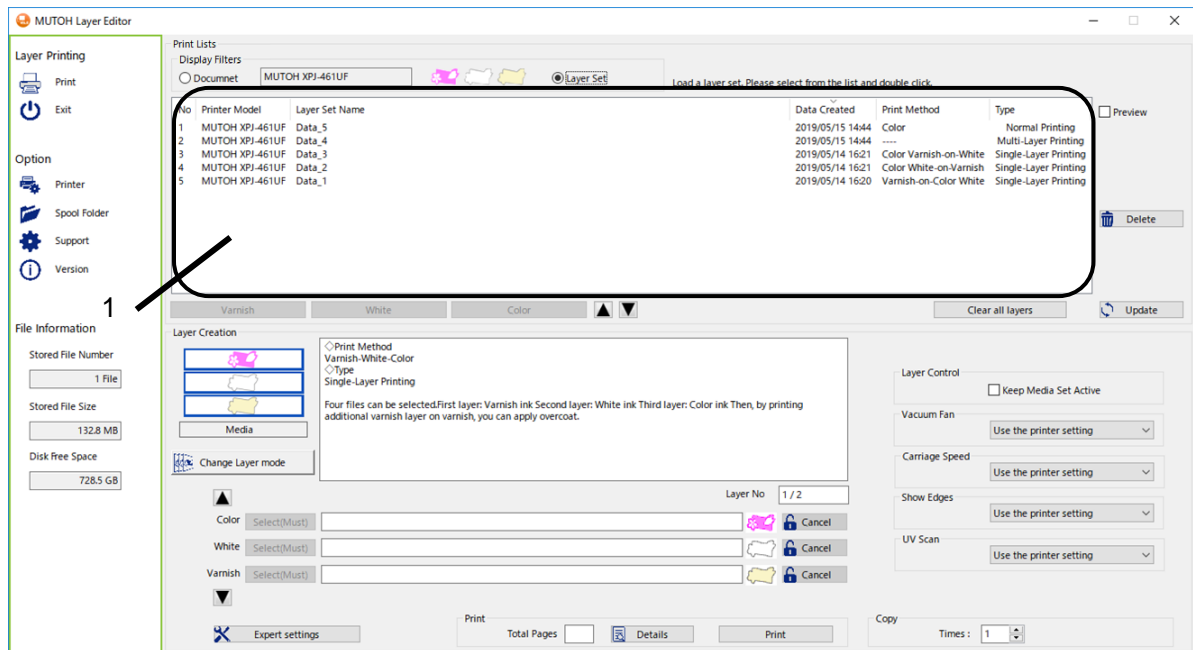 MUTOH Layer Editor
Layer Printing
Print
Exit
Option
Printer
Spool Folder
Support
Version
1
File Information
Stored File Number
1 File
Stored File Size
132.8 MB
Disk Free Space
728.5 GB
Print Lists
Display Filters
Documnet MUTOH XPJ-461UF Layer Set
Load a layer set. Please select from the list and double click.
No Printer Model Layer Set Name Data Created Print Method Type
1 MUTOH XPJ-461UF Data_5 2019/05/15 14:44 Color Normal Printing
2 MUTOH XPJ-461UF Data_4 2019/05/15 14:44 ---- Multi-Layer Printing
3 MUTOH XPJ-461UF Data_3 2019/05/14 16:21 Color Varnish-on-White Single-Layer Printing
4 MUTOH XPJ-461UF Data_2 2019/05/14 16:21 Color White-on-Varnish Single-Layer Printing
5 MUTOH XPJ-461UF Data_1 2019/05/14 16:20 Varnish-on-Color White Single-Layer Printing
Preview
Delete
Varnish White Color Clear all layers Update
Layer Creation
Media
Change Layer mode
◇Print Method
Varnish-White-Color
◇Type
Single-Layer Printing
Four files can be selected.First layer: Varnish ink Second layer: White ink Third layer: Color ink Then, by printing
additional varnish layer on varnish, you can apply overcoat.
Layer No 1 / 2
Color Select(Must) Cancel
White Select(Must) Cancel
Varnish Select(Must) Cancel
Layer Control
Keep Media Set Active
Vacuum Fan
Use the printer setting
Carriage Speed
Use the printer setting
Show Edges
Use the printer setting
UV Scan
Use the printer setting
Expert settings
Print
Total Pages Details Print
Copy
Times : 1